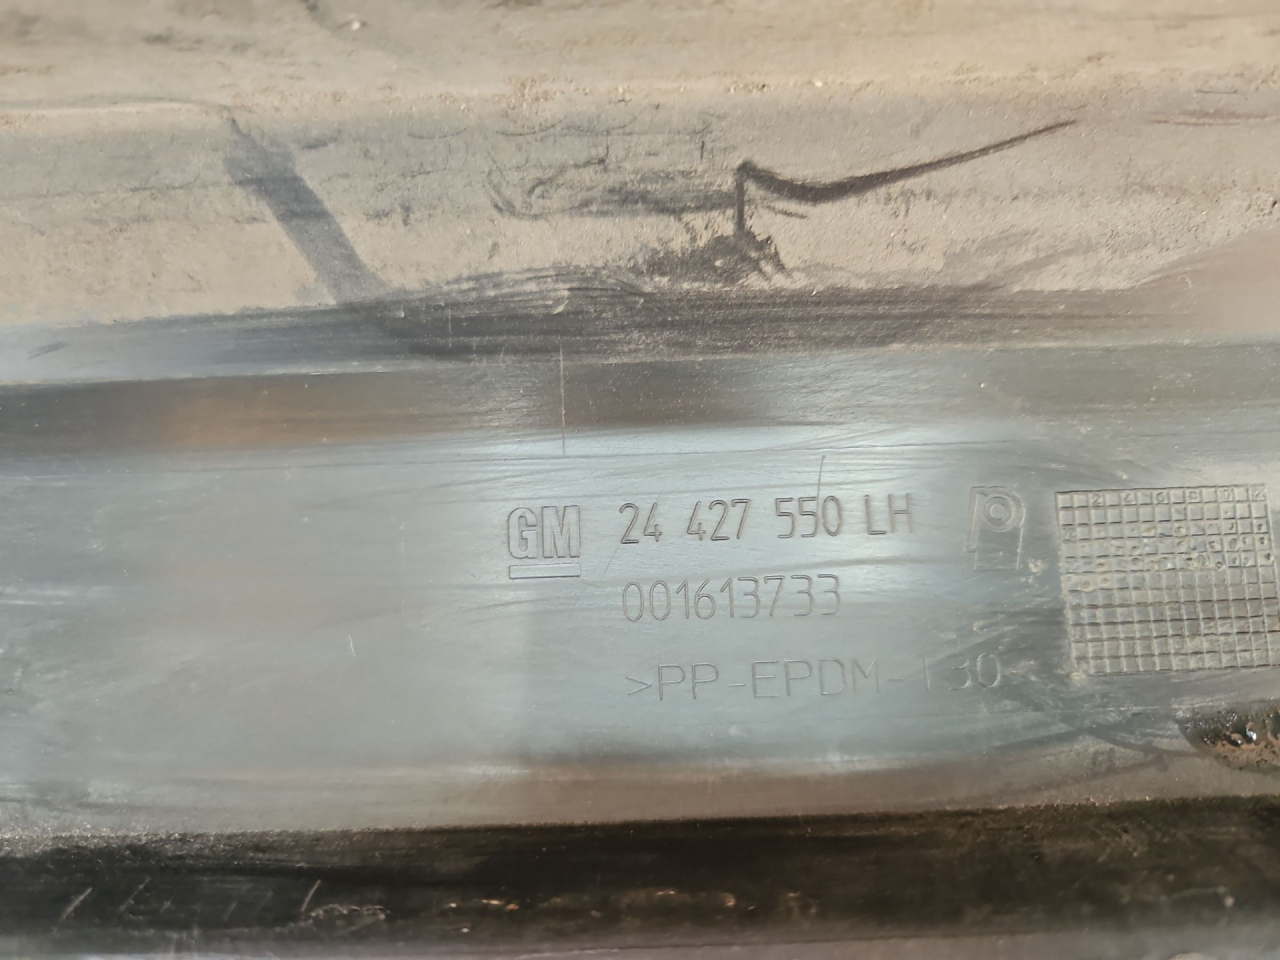 GM 24 427 550 LH
001613733
>PP-EPDM-T30<